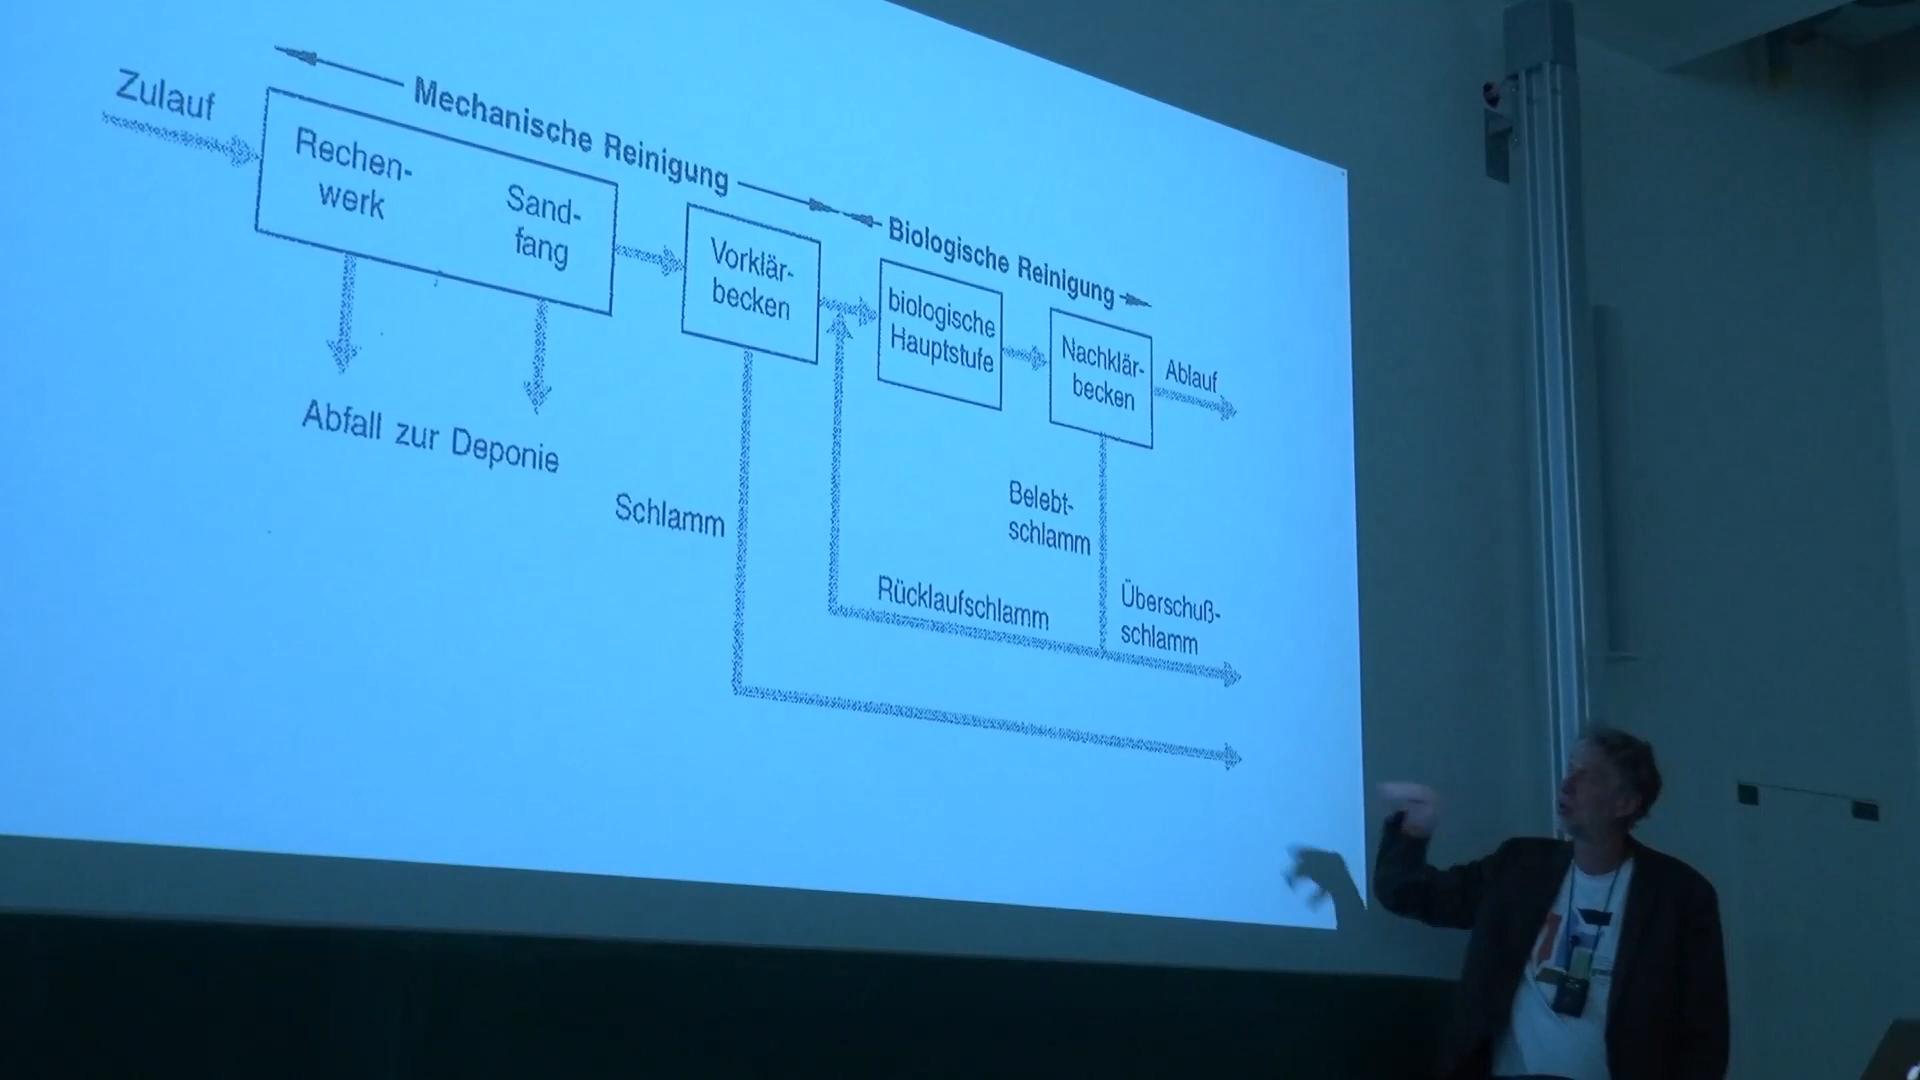 Zulauf
Mechanische Reinigung
Rechen-
werk
Sand-
fang
Vorklär-
becken
Biologische Reinigung
biologische
Hauptstufe
Nachklär-
becken
Ablauf
Abfall zur Deponie
Schlamm
Belebt-
schlamm
Rücklaufschlamm
Überschuß-
schlamm